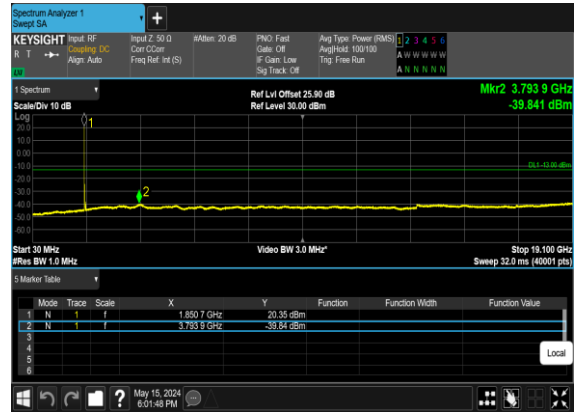 Spectrum Analyzer 1
Swept SA
+
KEYSIGHT Input: RF Input Z: 50 Ω #Atten: 20 dB PNO: Fast Avg Type: Power (RMS) 1 2 3 4 5 6
R T Coupling: DC Corr CCorr Gate: Off Avg|Hold: 100/100 A W W W W W
Align: Auto Freq Ref: Int (S) IF Gain: Low Trig: Free Run
Sig Track: Off A N N N N N
1 Spectrum Ref Lvl Offset 25.90 dB Mkr2 3.793 9 GHz
Scale/Div 10 dB Ref Level 30.00 dBm -39.841 dBm
Log
20.0
10.0
0.00
-10.0
-20.0
-30.0
-40.0
-50.0
-60.0
1
2
DL1 -13.00 dBm
Start 30 MHz Video BW 3.0 MHz* Stop 19.100 GHz
#Res BW 1.0 MHz Sweep 32.0 ms (40001 pts)
5 Marker Table
Mode Trace Scale X Y Function Function Width Function Value
1 N 1 f 1.850 7 GHz 20.35 dBm
2 N 1 f 3.793 9 GHz -39.84 dBm
3
4
5
6
Local
? May 15, 2024
6:01:48 PM